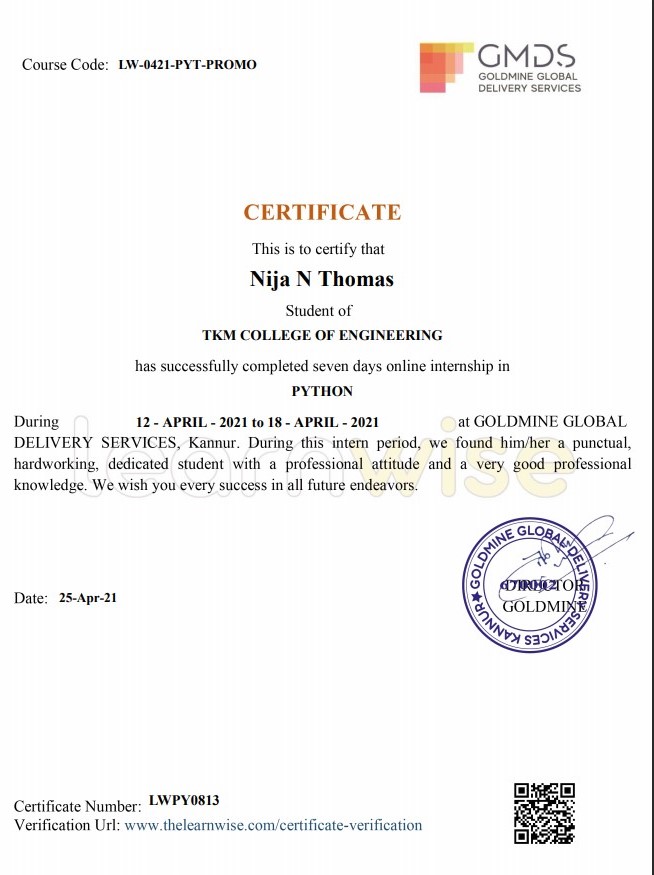 Course Code: LW-0421-PYT-PROMO
GMDS
GOLDMINE GLOBAL
DELIVERY SERVICES
CERTIFICATE
This is to certify that
Nija N Thomas
Student of
TKM COLLEGE OF ENGINEERING
has successfully completed seven days online internship in
PYTHON
During 12 - APRIL - 2021 to 18 - APRIL - 2021 at GOLDMINE GLOBAL
DELIVERY SERVICES, Kannur. During this intern period, we found him/her a punctual,
hardworking, dedicated student with a professional attitude and a very good professional
knowledge. We wish you every success in all future endeavors.
learnwise
GOLDMINE GLOBAL DELIVERY SERVICES KANNUR
DIRECTOR
GOLDMINE
Date: 25-Apr-21
Certificate Number: LWPY0813
Verification Url: www.thelearnwise.com/certificate-verification